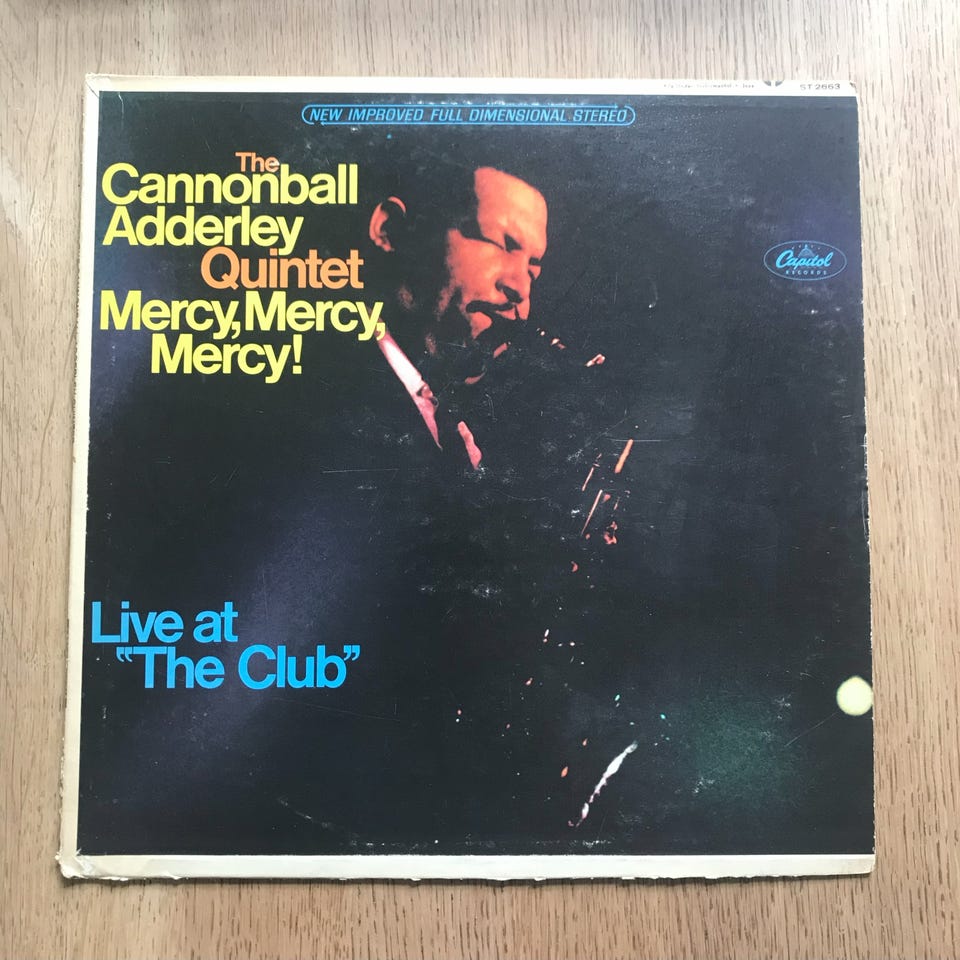 ST 2663
NEW IMPROVED FULL DIMENSIONAL STEREO
The
Cannonball
Adderley
Quintet
Mercy, Mercy,
Mercy!
Capitol
RECORDS
Live at
"The Club"